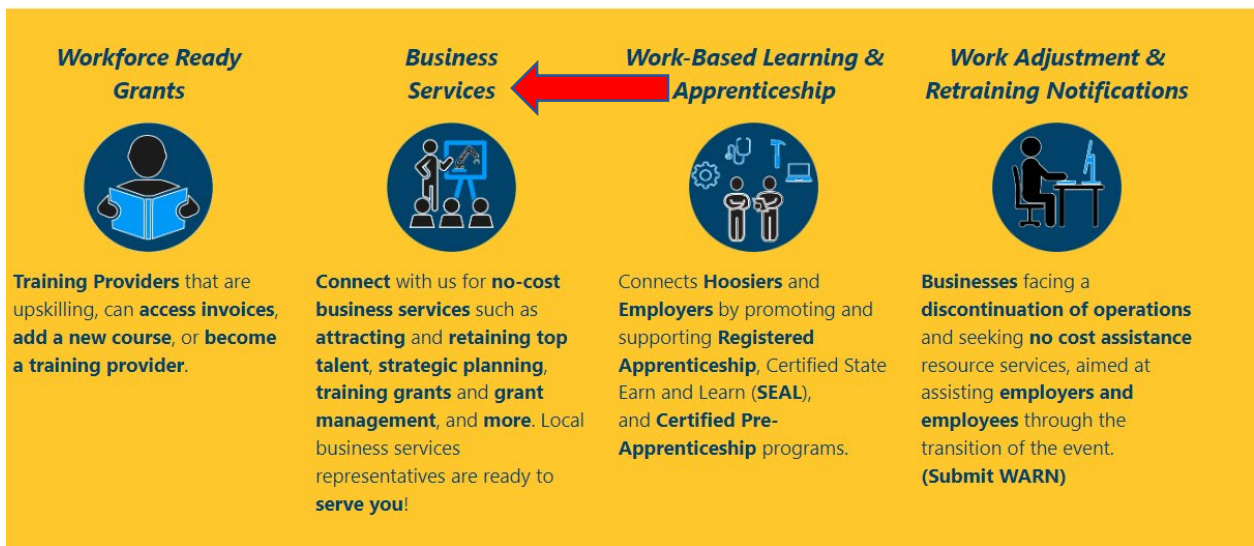 Workforce Ready
Grants
Training Providers that are
upskilling, can access invoices,
add a new course, or become
a training provider.
Business
Services
Connect with us for no-cost
business services such as
attracting and retaining top
talent, strategic planning,
training grants and grant
management, and more. Local
business services
representatives are ready to
serve you!
Work-Based Learning &
Apprenticeship
Connects Hoosiers and
Employers by promoting and
supporting Registered
Apprenticeship, Certified State
Earn and Learn (SEAL),
and Certified Pre-
Apprenticeship programs.
Work Adjustment &
Retraining Notifications
Businesses facing a
discontinuation of operations
and seeking no cost assistance
resource services, aimed at
assisting employers and
employees through the
transition of the event.
(Submit WARN)